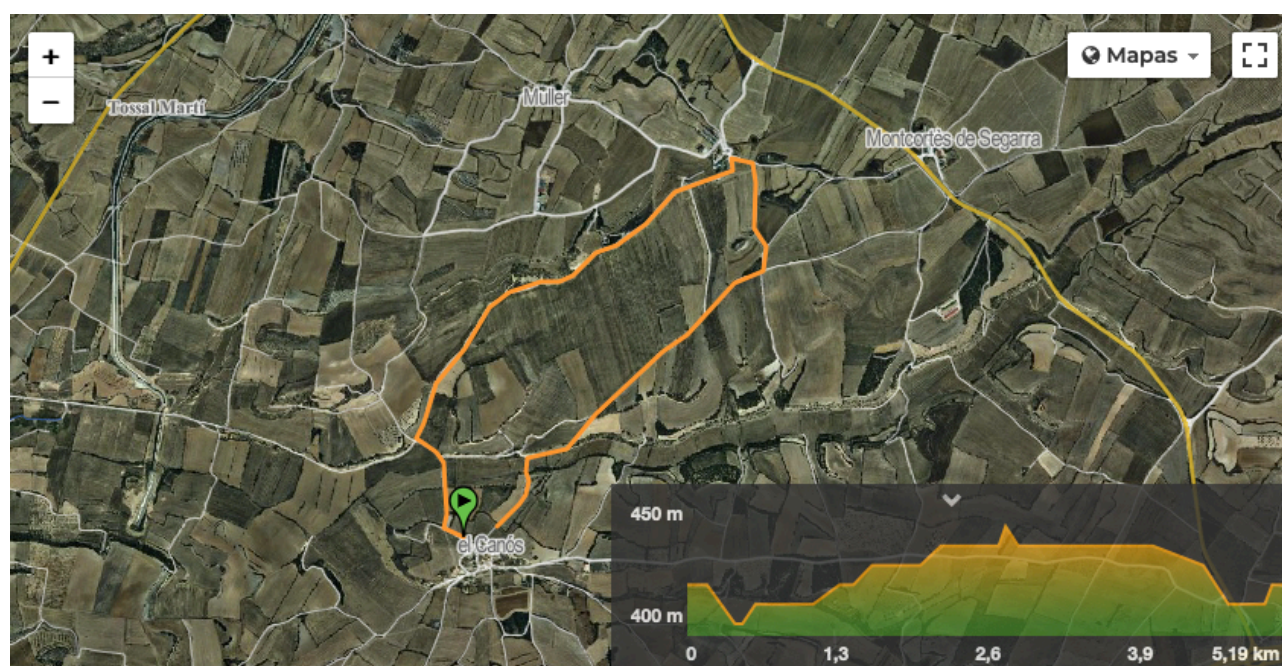 +
−
Mapas
Tossal Martí
Muller
Montcortès de Segarra
el Canós
450 m
400 m
0
1,3
2,6
3,9
5,19 km